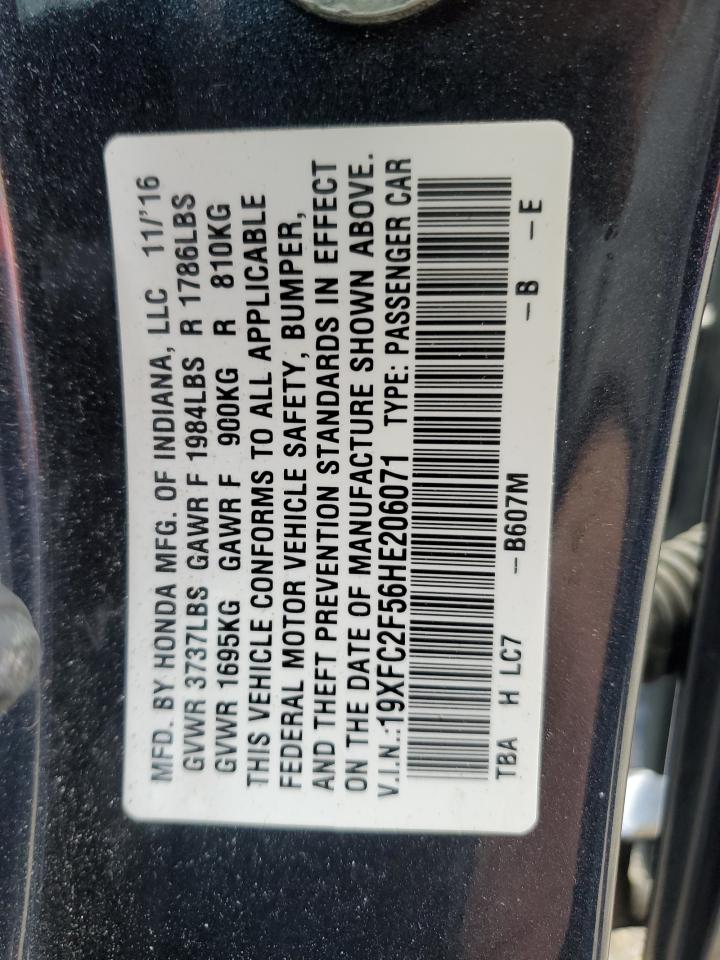 MFD. BY HONDA MFG. OF INDIANA, LLC 11/'16
GVWR 3737LBS GAWR F 1984LBS R 1786LBS
GVWR 1695KG GAWR F 900KG R 810KG
THIS VEHICLE CONFORMS TO ALL APPLICABLE
FEDERAL MOTOR VEHICLE SAFETY, BUMPER,
AND THEFT PREVENTION STANDARDS IN EFFECT
ON THE DATE OF MANUFACTURE SHOWN ABOVE.
V.I.N.:19XFC2F56HE206071 TYPE: PASSENGER CAR
TBA H LC7 –B607M –B –E